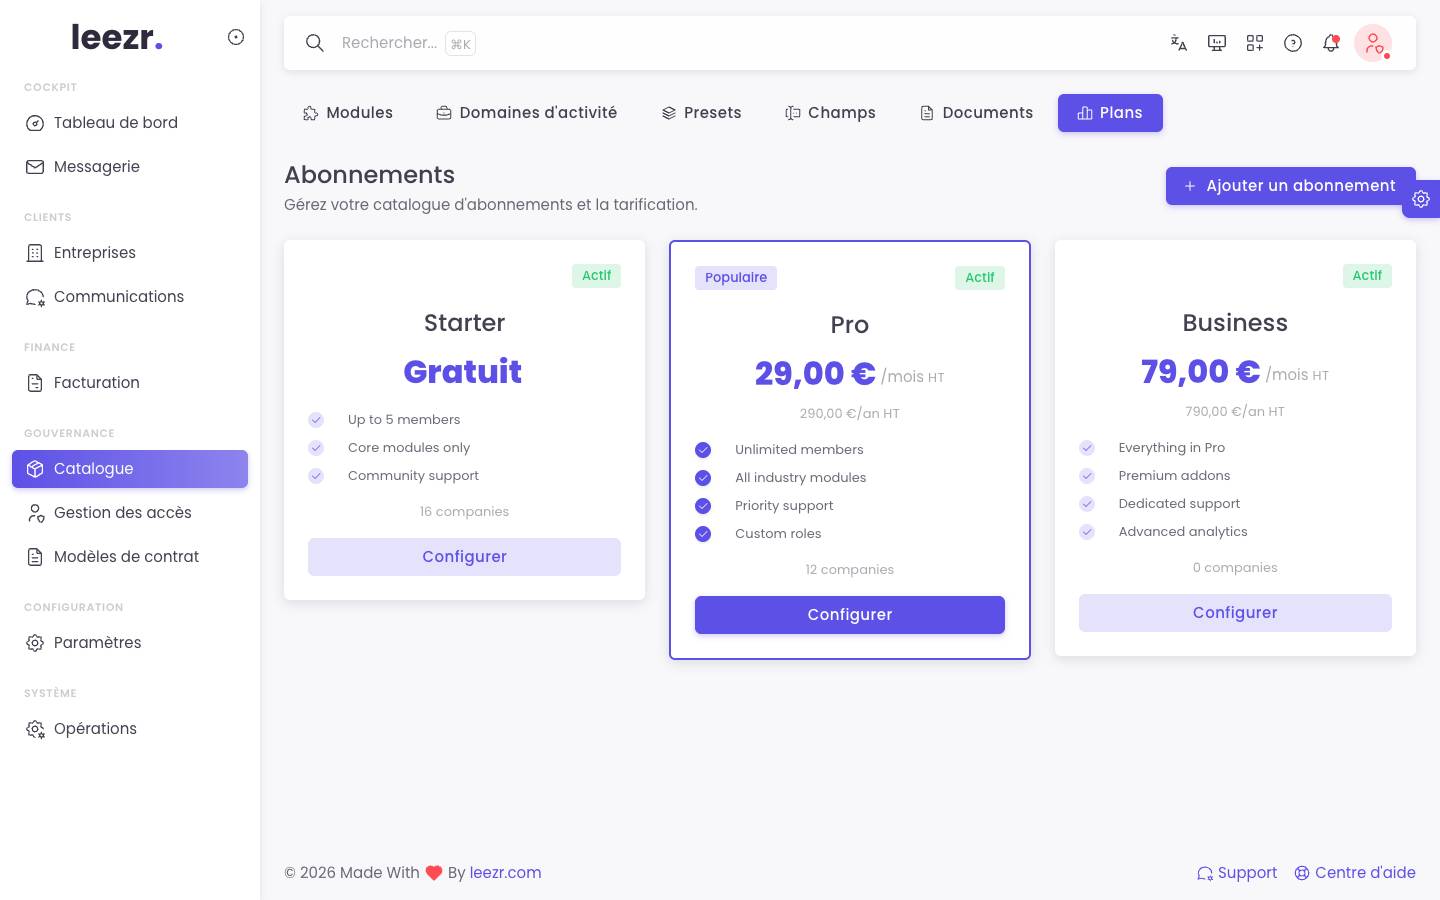 leezr.
COCKPIT
Tableau de bord
Messagerie
CLIENTS
Entreprises
Communications
FINANCE
Facturation
GOUVERNANCE
Catalogue
Gestion des accès
Modèles de contrat
CONFIGURATION
Paramètres
SYSTÈME
Opérations
Rechercher... ⌘K
Modules
Domaines d'activité
Presets
Champs
Documents
Plans
Abonnements
Gérez votre catalogue d'abonnements et la tarification.
Ajouter un abonnement
Actif
Starter
Gratuit
Up to 5 members
Core modules only
Community support
16 companies
Configurer
Populaire
Actif
Pro
29,00 € /mois HT
290,00 €/an HT
Unlimited members
All industry modules
Priority support
Custom roles
12 companies
Configurer
Actif
Business
79,00 € /mois HT
790,00 €/an HT
Everything in Pro
Premium addons
Dedicated support
Advanced analytics
0 companies
Configurer
© 2026 Made With ❤ By leezr.com
Support
Centre d'aide